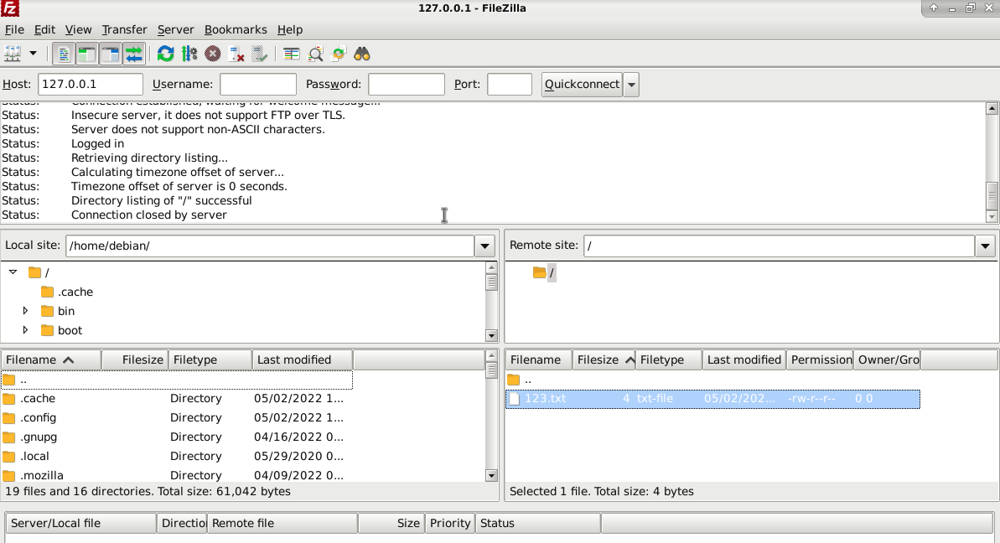 127.0.0.1 - FileZilla
File Edit View Transfer Server Bookmarks Help
Host: 127.0.0.1 Username: Password: Port: Quickconnect
Status: Connection established, waiting for welcome message...
Status: Insecure server, it does not support FTP over TLS.
Status: Server does not support non-ASCII characters.
Status: Logged in
Status: Retrieving directory listing...
Status: Calculating timezone offset of server...
Status: Timezone offset of server is 0 seconds.
Status: Directory listing of "/" successful
Status: Connection closed by server
Local site: /home/debian/
/
.cache
bin
boot
Filename Filesize Filetype Last modified
..
.cache Directory 05/02/2022 1...
.config Directory 05/02/2022 1...
.gnupg Directory 04/16/2022 0...
.local Directory 05/29/2020 0...
.mozilla Directory 04/09/2022 0...
19 files and 16 directories. Total size: 61,042 bytes
Remote site: /
/
Filename Filesize Filetype Last modified Permission Owner/Gro
..
123.txt 4 txt-file 05/02/202... -rw-r--r-- 0 0
Selected 1 file. Total size: 4 bytes
Server/Local file Directio Remote file Size Priority Status